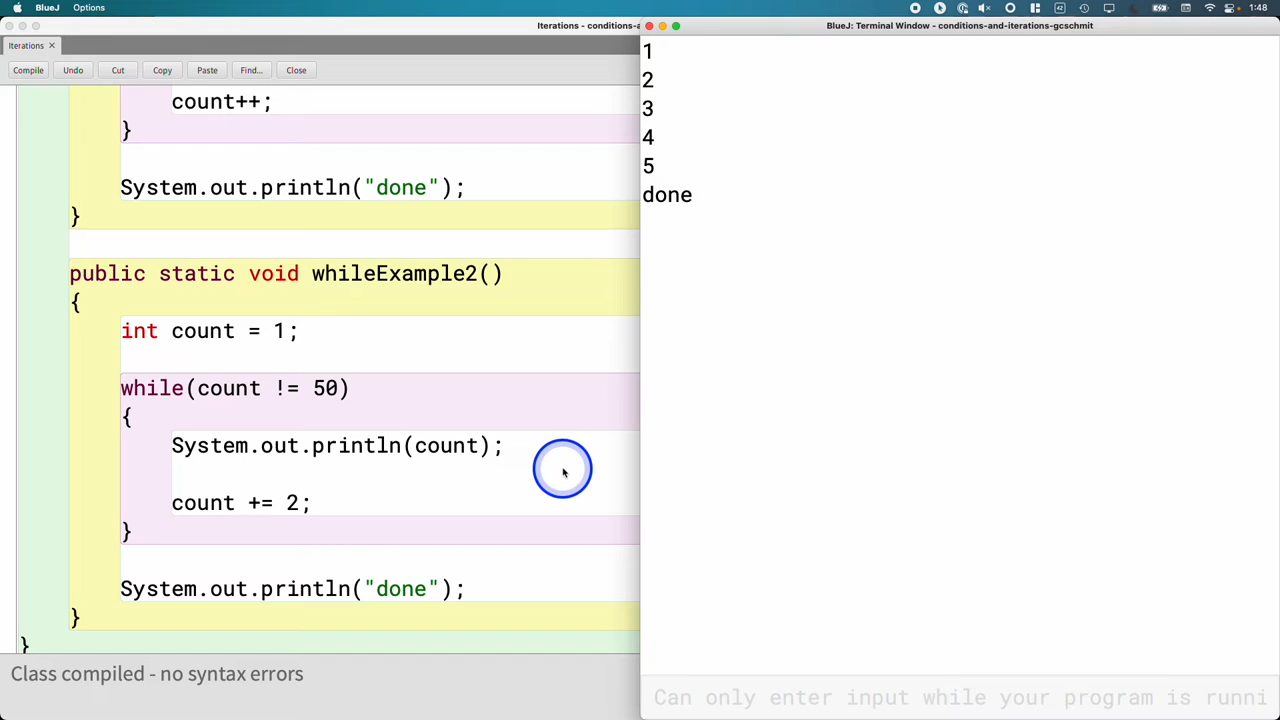 BlueJ Options 1:48
Iterations - conditions-a
BlueJ: Terminal Window - conditions-and-iterations-gcschmit
Iterations ×
Compile Undo Cut Copy Paste Find... Close
count++;
}
System.out.println("done");
}
public static void whileExample2()
{
int count = 1;
while(count != 50)
{
System.out.println(count);
count += 2;
}
System.out.println("done");
}
}
Class compiled - no syntax errors
1
2
3
4
5
done
Can only enter input while your program is runni